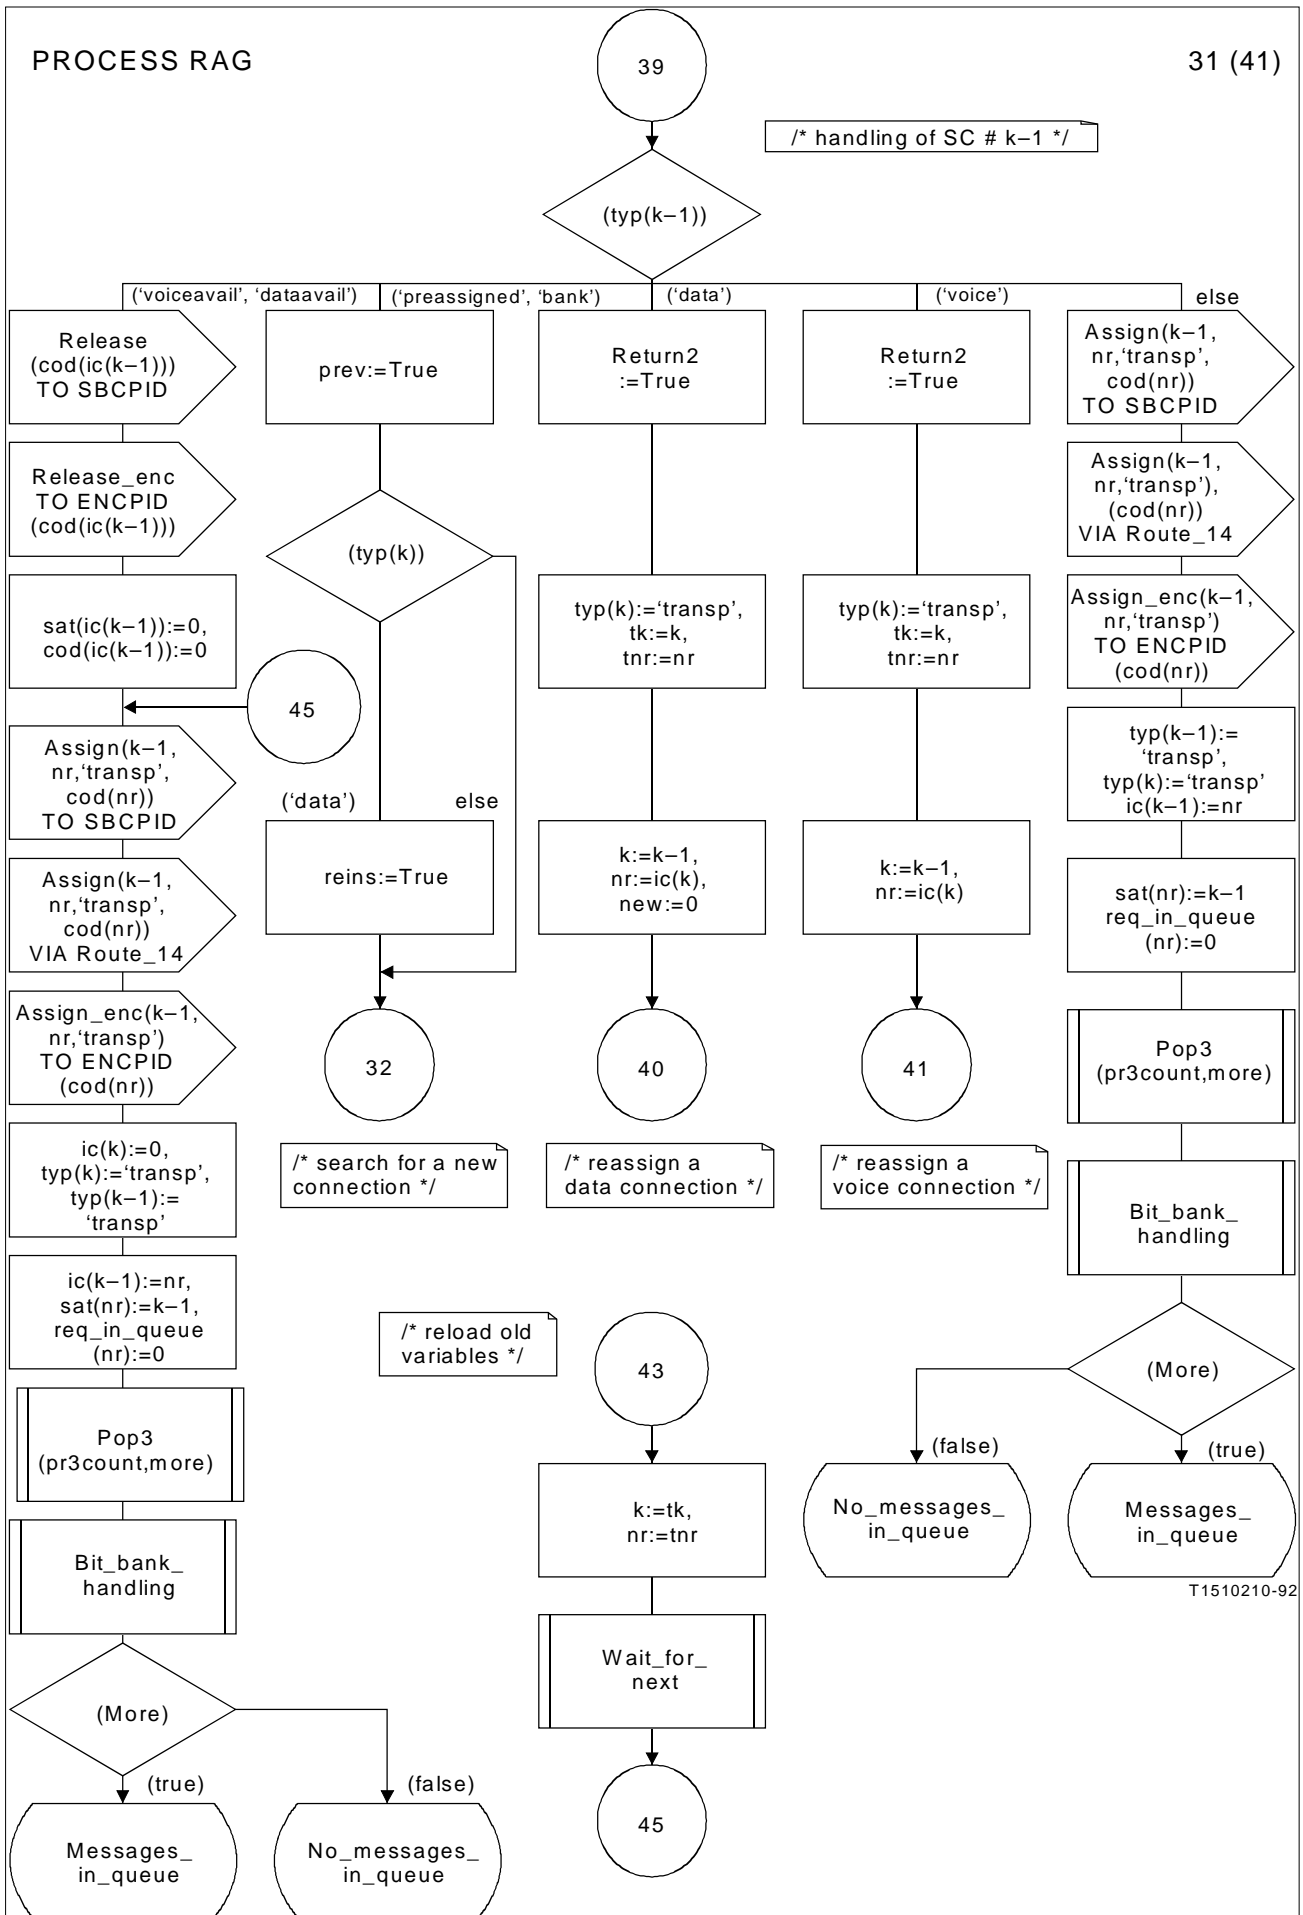 PROCESS RAG
31 (41)
39
/* handling of SC # k–1 */
(typ(k–1))
(‘voiceavail’, ‘dataavail’)
(‘preassigned’, ‘bank’)
(‘data’)
(‘voice’)
else
Release
(cod(ic(k–1)))
TO SBCPID
Release_enc
TO ENCPID
(cod(ic(k–1)))
sat(ic(k–1)):=0,
cod(ic(k–1)):=0
45
Assign(k–1,
nr,‘transp’,
cod(nr))
TO SBCPID
Assign(k–1,
nr,‘transp’,
cod(nr))
VIA Route_14
Assign_enc(k–1,
nr,‘transp’)
TO ENCPID
(cod(nr))
ic(k):=0,
typ(k):=‘transp’,
typ(k–1):=
‘transp’
ic(k–1):=nr,
sat(nr):=k–1,
req_in_queue
(nr):=0
Pop3
(pr3count,more)
Bit_bank_
handling
(More)
(true)
(false)
Messages_
in_queue
No_messages_
in_queue
prev:=True
(typ(k))
(‘data’)
else
reins:=True
32
/* search for a new
connection */
Return2
:=True
typ(k):=‘transp’,
tk:=k,
tnr:=nr
k:=k–1,
nr:=ic(k),
new:=0
40
/* reassign a
data connection */
Return2
:=True
typ(k):=‘transp’,
tk:=k,
tnr:=nr
k:=k–1,
nr:=ic(k)
41
/* reassign a
voice connection */
Assign(k–1,
nr,‘transp’,
cod(nr))
TO SBCPID
Assign(k–1,
nr,‘transp’),
(cod(nr))
VIA Route_14
Assign_enc(k–1,
nr,‘transp’)
TO ENCPID
(cod(nr))
typ(k–1):=
‘transp’,
typ(k):=‘transp’
ic(k–1):=nr
sat(nr):=k–1
req_in_queue
(nr):=0
Pop3
(pr3count,more)
Bit_bank_
handling
(More)
(false)
(true)
No_messages_
in_queue
Messages_
in_queue
/* reload old
variables */
43
k:=tk,
nr:=tnr
Wait_for_
next
45
T1510210-92